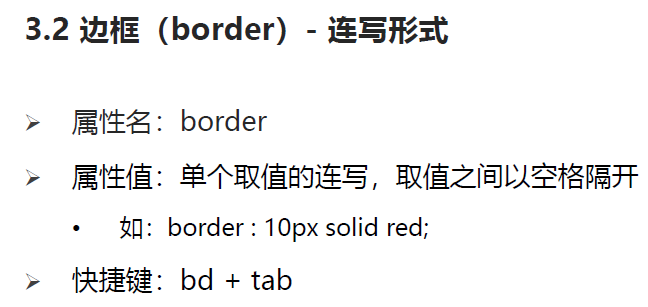 3.2 边框（border）- 连写形式
➢ 属性名：border
➢ 属性值：单个取值的连写，取值之间以空格隔开
• 如：border : 10px solid red;
➢ 快捷键：bd + tab